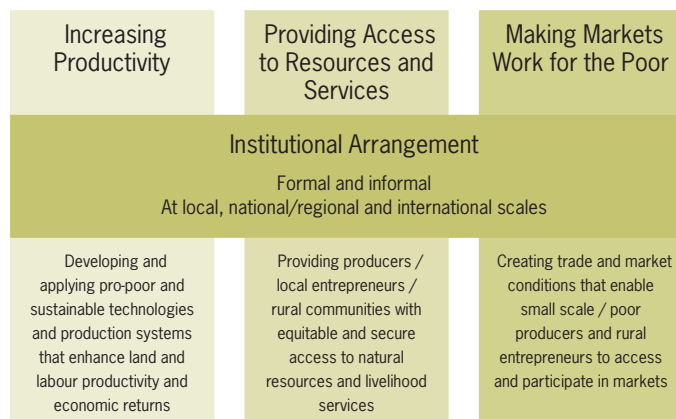 Increasing
Productivity
Providing Access
to Resources and
Services
Making Markets
Work for the Poor
Institutional Arrangement
Formal and informal
At local, national/regional and international scales
Developing and
applying pro-poor and
sustainable technologies
and production systems
that enhance land and
labour productivity and
economic returns
Providing producers /
local entrepreneurs /
rural communities with
equitable and secure
access to natural
resources and livelihood
services
Creating trade and market
conditions that enable
small scale / poor
producers and rural
entrepreneurs to access
and participate in markets